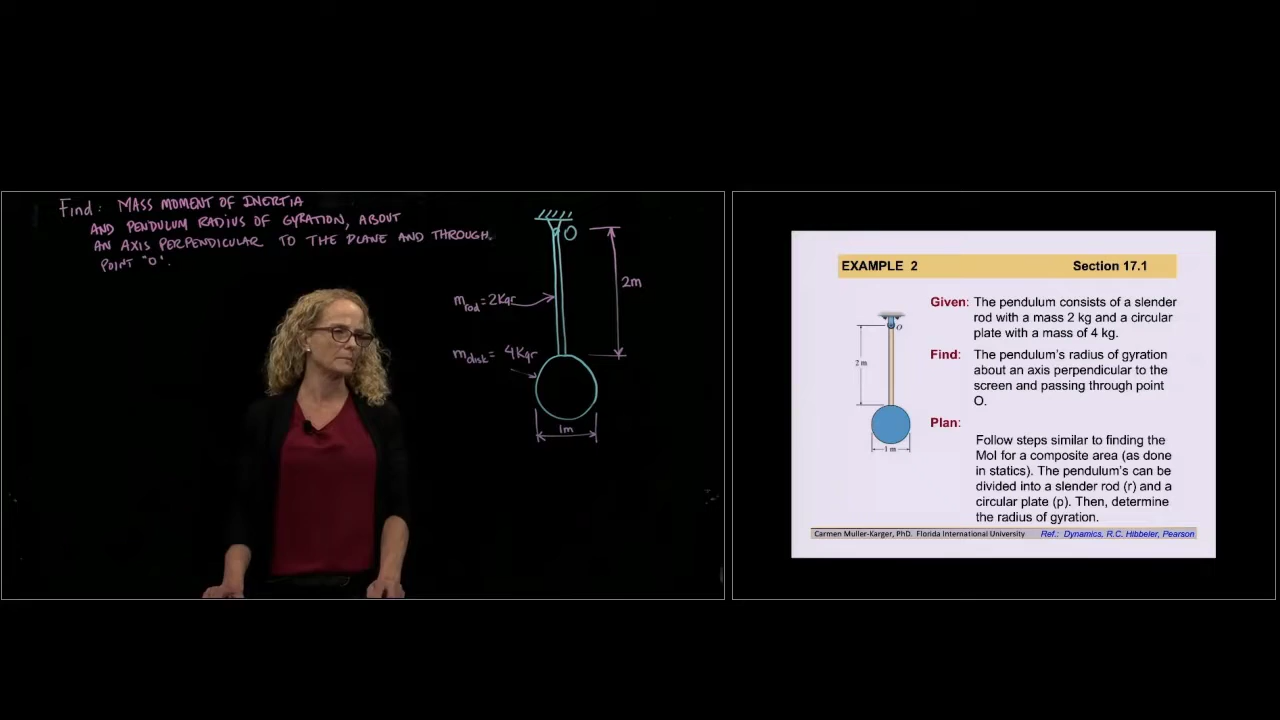 Find: MASS MOMENT OF INERTIA
AND PENDULUM RADIUS OF GYRATION, ABOUT
AN AXIS PERPENDICULAR TO THE PLANE AND THROUGH
POINT "O".
O
2m
m rod = 2Kgr
m disk = 4Kgr
1m
EXAMPLE 2 Section 17.1
Given: The pendulum consists of a slender
rod with a mass 2 kg and a circular
plate with a mass of 4 kg.
Find: The pendulum's radius of gyration
about an axis perpendicular to the
screen and passing through point
O.
Plan:
Follow steps similar to finding the
MoI for a composite area (as done
in statics). The pendulum's can be
divided into a slender rod (r) and a
circular plate (p). Then, determine
the radius of gyration.
O
2 m
1 m
Carmen Muller-Karger, PhD. Florida International University Ref.: Dynamics, R.C. Hibbeler, Pearson